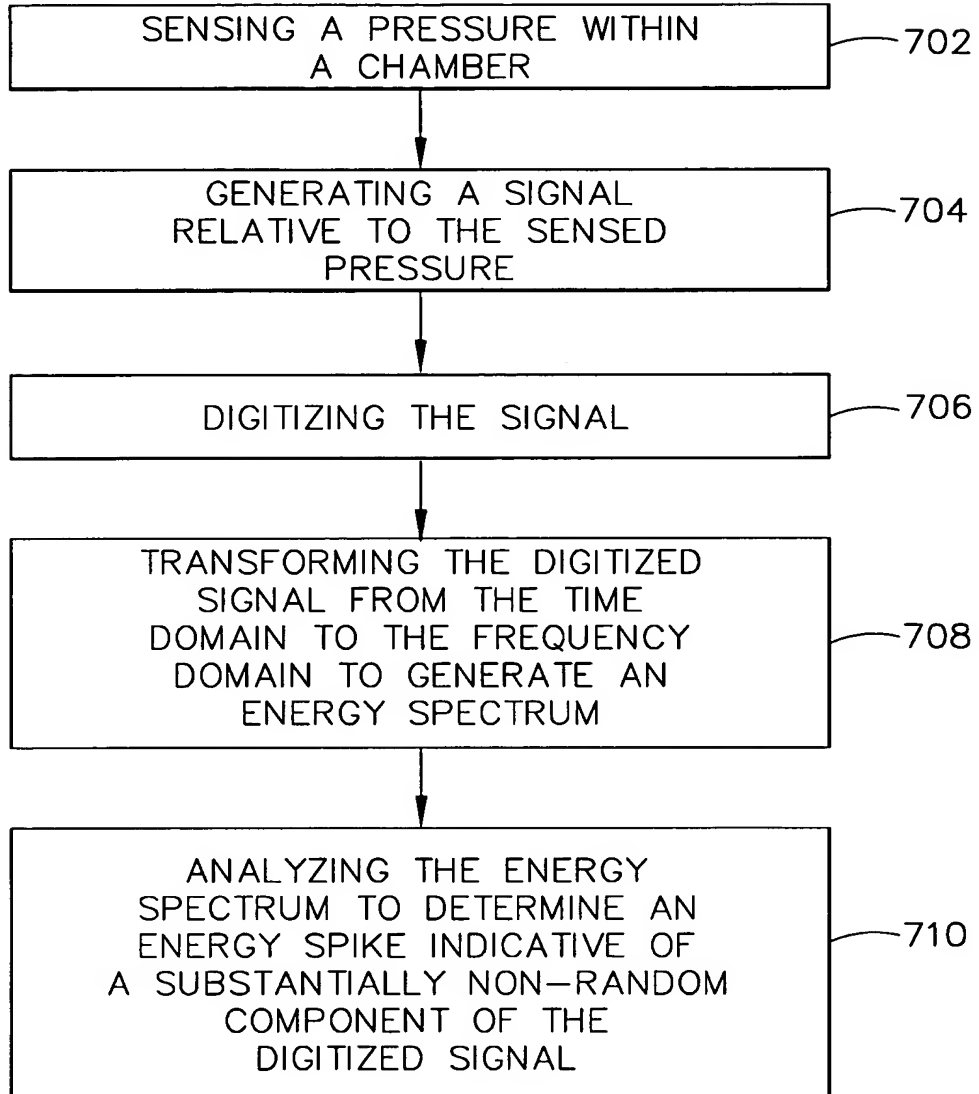 SENSING A PRESSURE WITHIN
A CHAMBER
702
GENERATING A SIGNAL
RELATIVE TO THE SENSED
PRESSURE
704
DIGITIZING THE SIGNAL
706
TRANSFORMING THE DIGITIZED
SIGNAL FROM THE TIME
DOMAIN TO THE FREQUENCY
DOMAIN TO GENERATE AN
ENERGY SPECTRUM
708
ANALYZING THE ENERGY
SPECTRUM TO DETERMINE AN
ENERGY SPIKE INDICATIVE OF
A SUBSTANTIALLY NON-RANDOM
COMPONENT OF THE
DIGITIZED SIGNAL
710